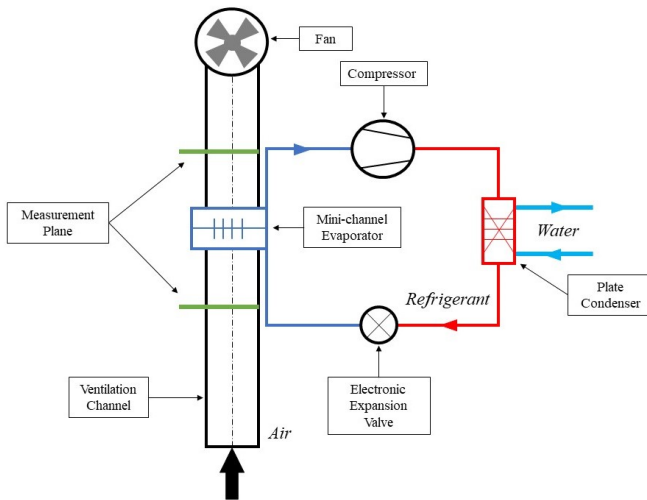 Fan
Compressor
Measurement
Plane
Mini-channel
Evaporator
Water
Plate
Condenser
Refrigerant
Ventilation
Channel
Electronic
Expansion
Valve
Air